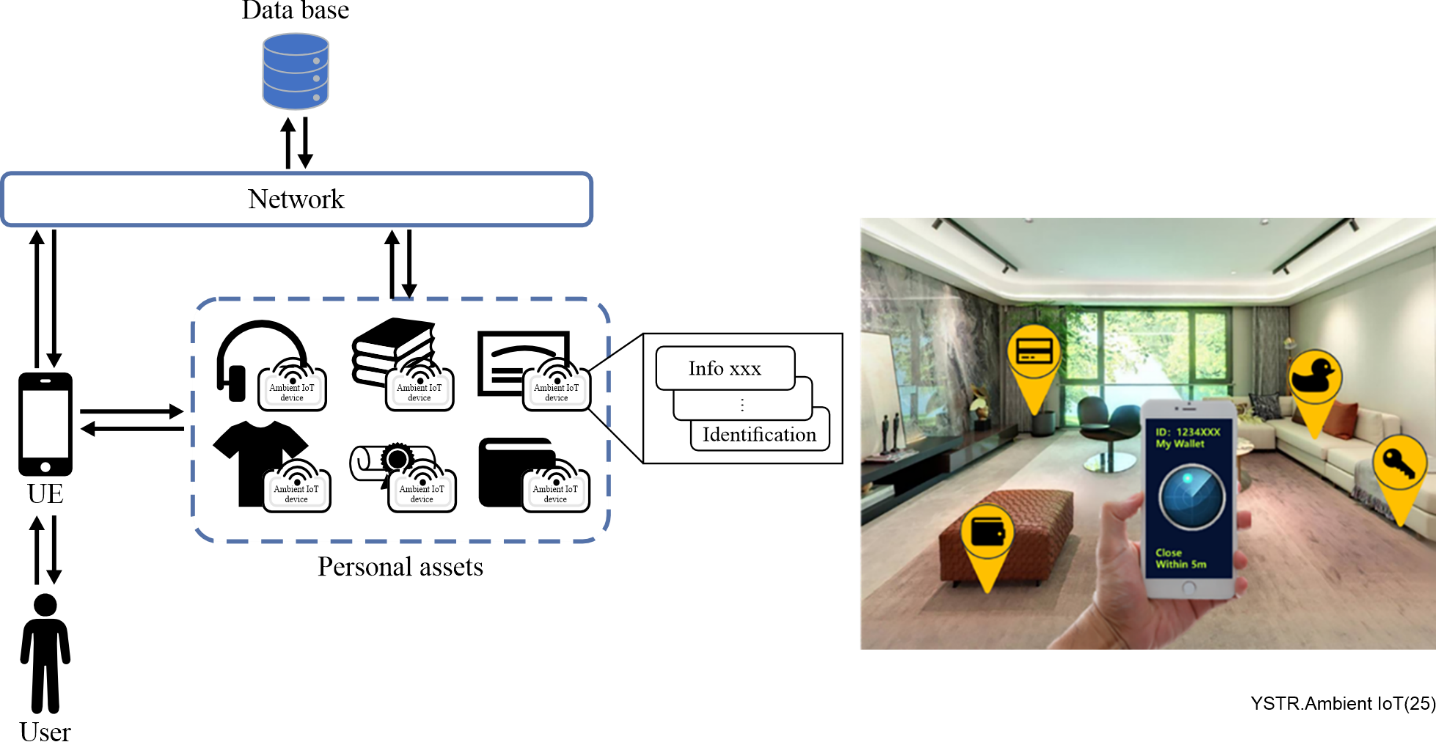 Data base
Network
Ambient IoT
device
Ambient IoT
device
Ambient IoT
device
Info xxx
⋮
Identification
Ambient IoT
device
Ambient IoT
device
Ambient IoT
device
UE
Personal assets
User
ID: 1234XXX
My Wallet
Close
Within 5m
YSTR.Ambient IoT(25)